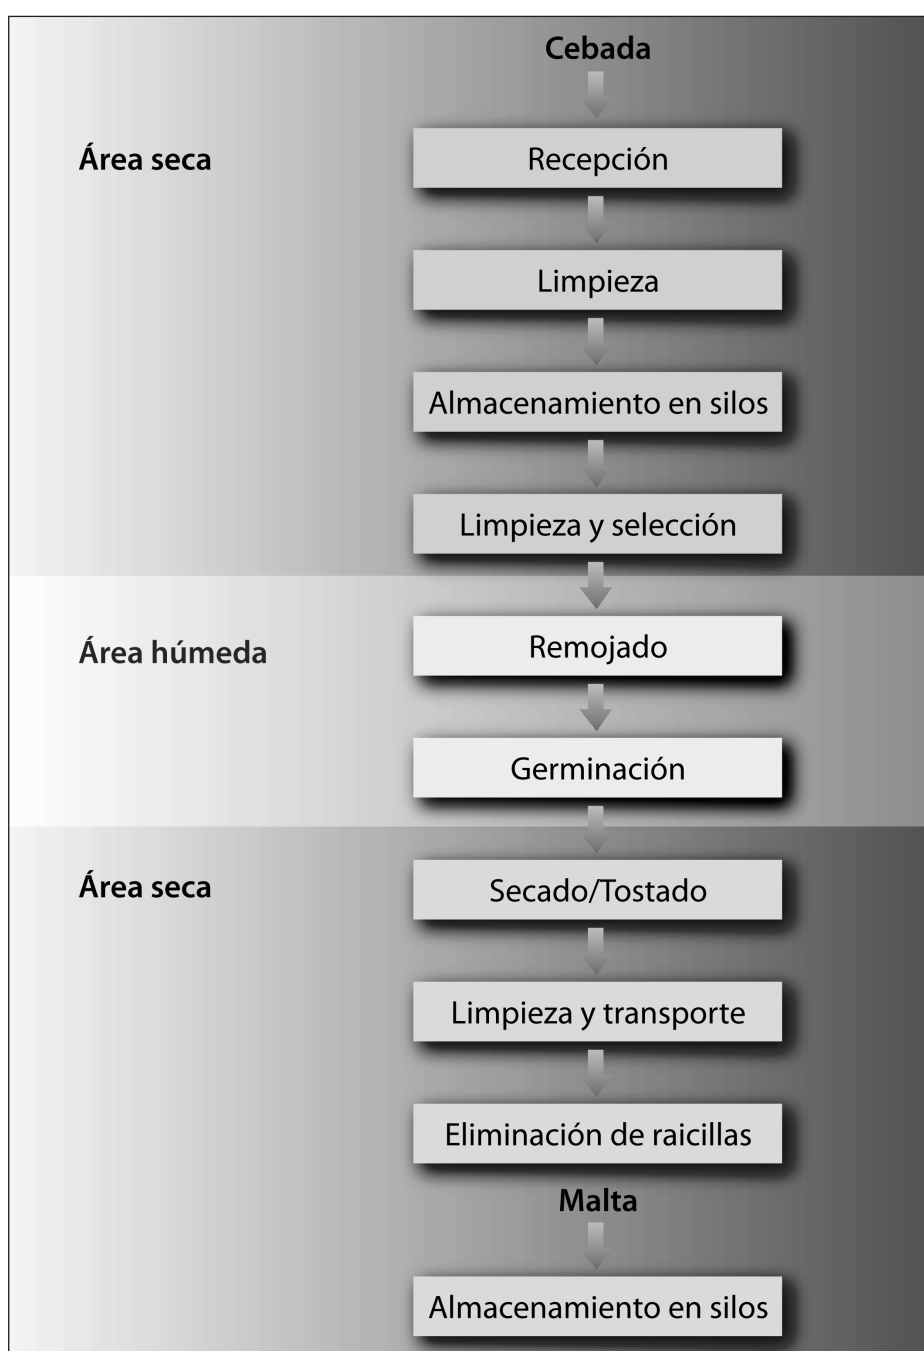 Cebada
Área seca
Recepción
Limpieza
Almacenamiento en silos
Limpieza y selección
Área húmeda
Remojado
Germinación
Área seca
Secado/Tostado
Limpieza y transporte
Eliminación de raicillas
Malta
Almacenamiento en silos